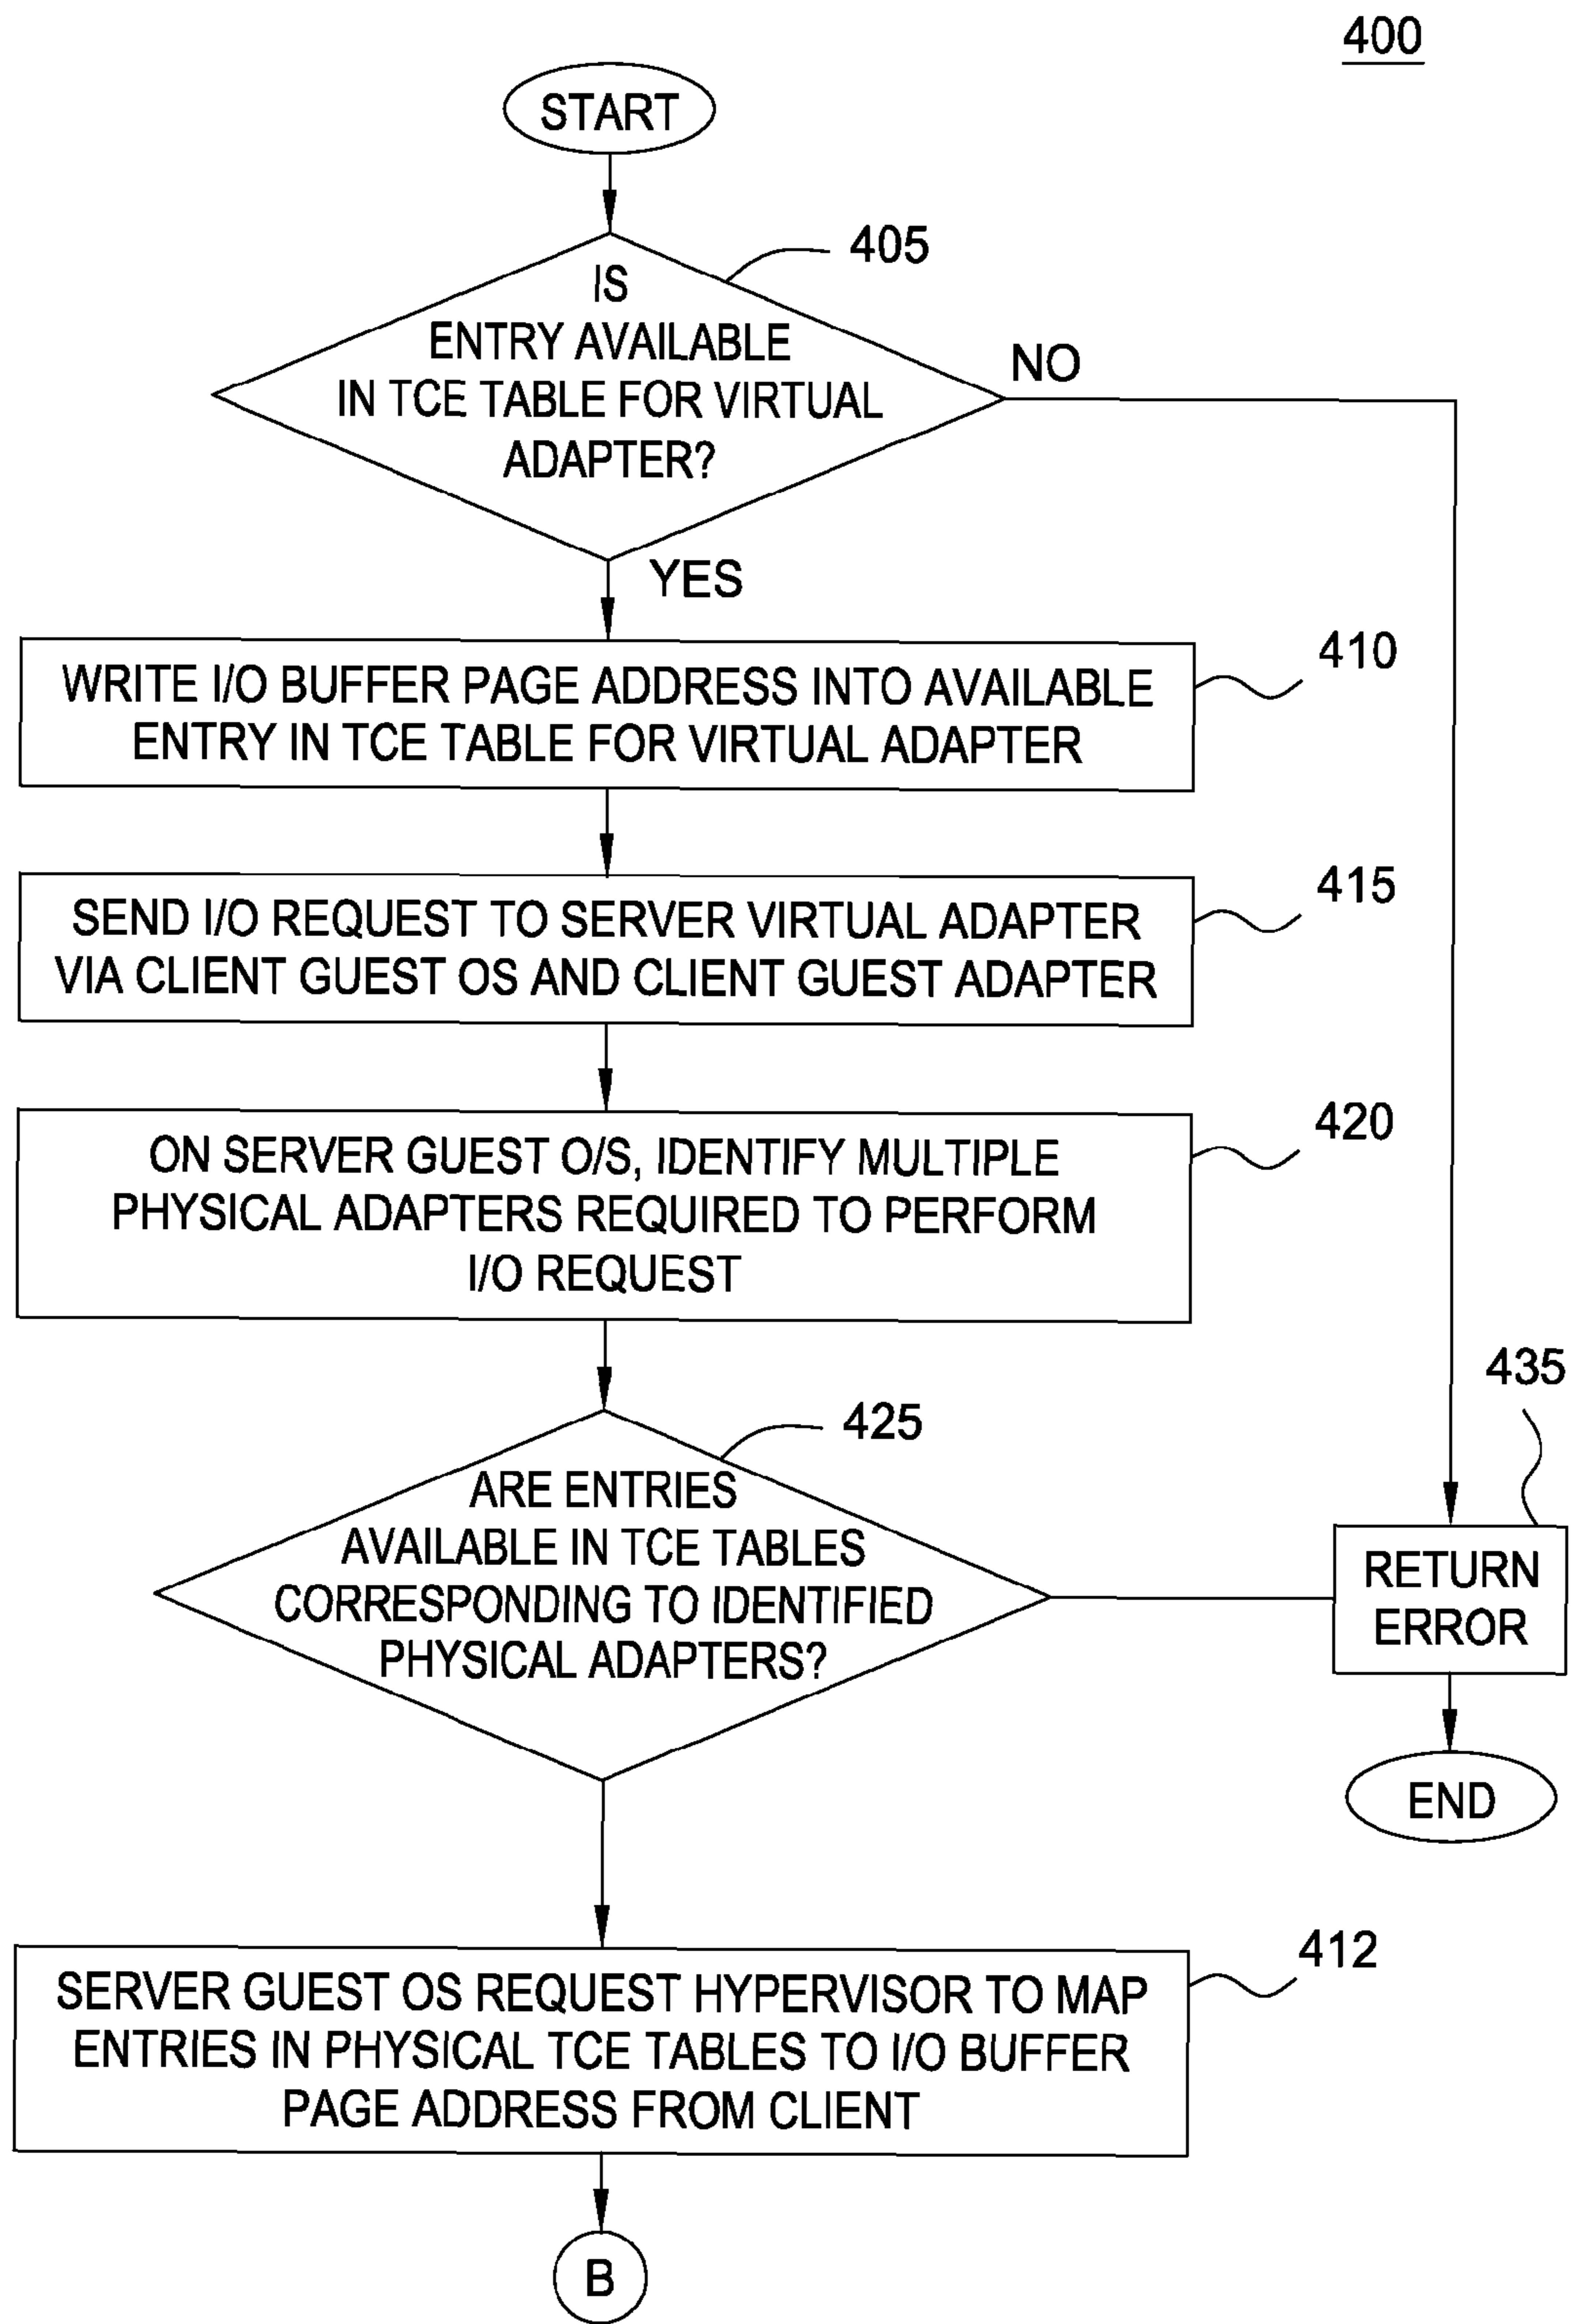 400
START
405
IS
ENTRY AVAILABLE
IN TCE TABLE FOR VIRTUAL
ADAPTER?
NO
YES
410
WRITE I/O BUFFER PAGE ADDRESS INTO AVAILABLE
ENTRY IN TCE TABLE FOR VIRTUAL ADAPTER
415
SEND I/O REQUEST TO SERVER VIRTUAL ADAPTER
VIA CLIENT GUEST OS AND CLIENT GUEST ADAPTER
420
ON SERVER GUEST O/S, IDENTIFY MULTIPLE
PHYSICAL ADAPTERS REQUIRED TO PERFORM
I/O REQUEST
425
ARE ENTRIES
AVAILABLE IN TCE TABLES
CORRESPONDING TO IDENTIFIED
PHYSICAL ADAPTERS?
435
RETURN
ERROR
END
412
SERVER GUEST OS REQUEST HYPERVISOR TO MAP
ENTRIES IN PHYSICAL TCE TABLES TO I/O BUFFER
PAGE ADDRESS FROM CLIENT
B